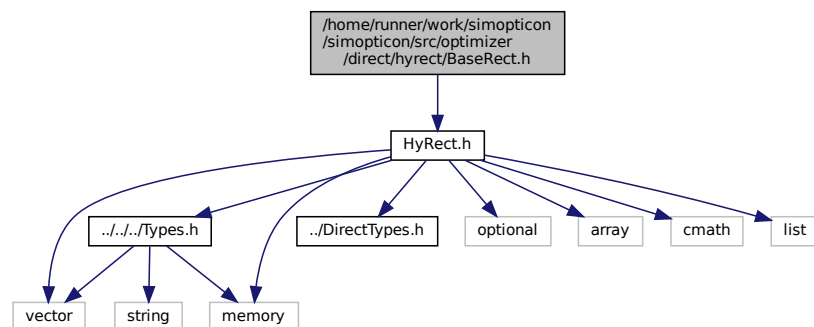 /home/runner/work/simopticon
/simopticon/src/optimizer
/direct/hyrect/BaseRect.h
HyRect.h
../../../Types.h
../DirectTypes.h
optional
array
cmath
list
vector
string
memory